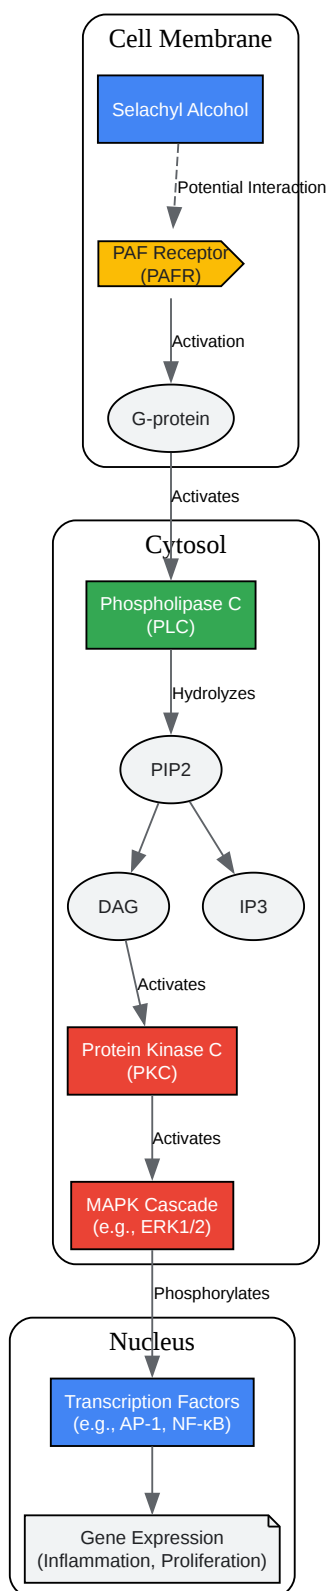 Cell Membrane
Selachyl Alcohol
Potential Interaction
PAF Receptor
(PAFR)
Activation
G-protein
Activates
Cytosol
Phospholipase C
(PLC)
Hydrolyzes
PIP2
DAG
IP3
Activates
Protein Kinase C
(PKC)
Activates
MAPK Cascade
(e.g., ERK1/2)
Phosphorylates
Nucleus
Transcription Factors
(e.g., AP-1, NF-κB)
Gene Expression
(Inflammation, Proliferation)